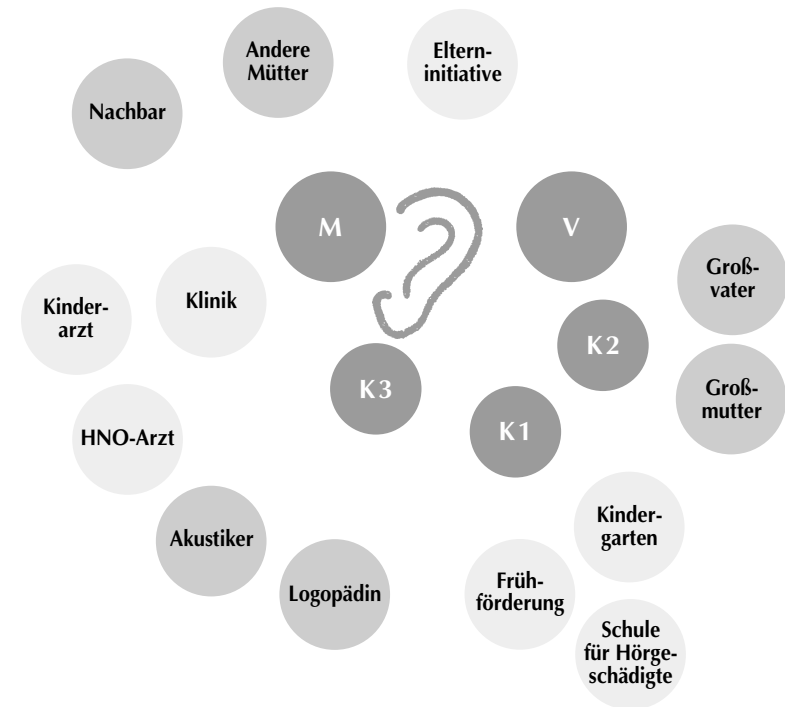 Andere
Mütter
Eltern-
initiative
Nachbar
M
V
Groß-
vater
Kinder-
arzt
Klinik
K2
K3
Groß-
mutter
K1
HNO-Arzt
Kinder-
garten
Akustiker
Logopädin
Früh-
förderung
Schule
für Hörge-
schädigte